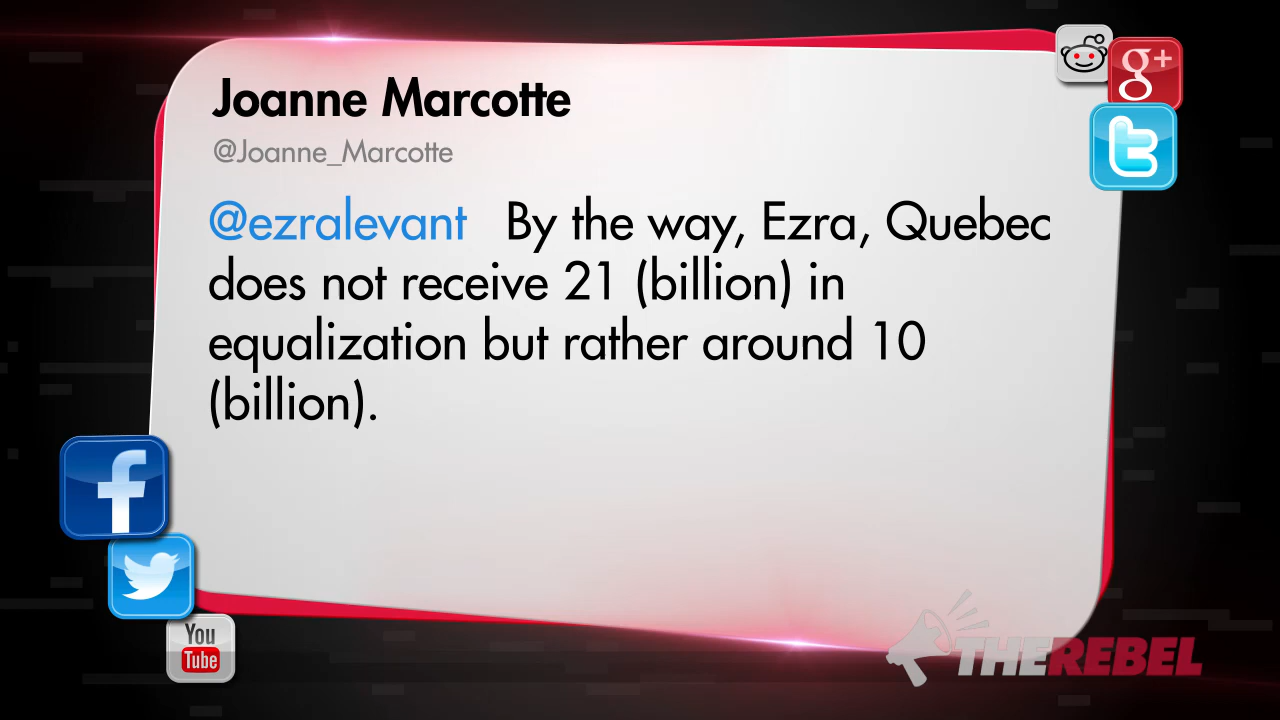 Joanne Marcotte
@Joanne_Marcotte
@ezralevant By the way, Ezra, Quebec
does not receive 21 (billion) in
equalization but rather around 10
(billion).
g+
t
f
You
Tube
THEREBEL